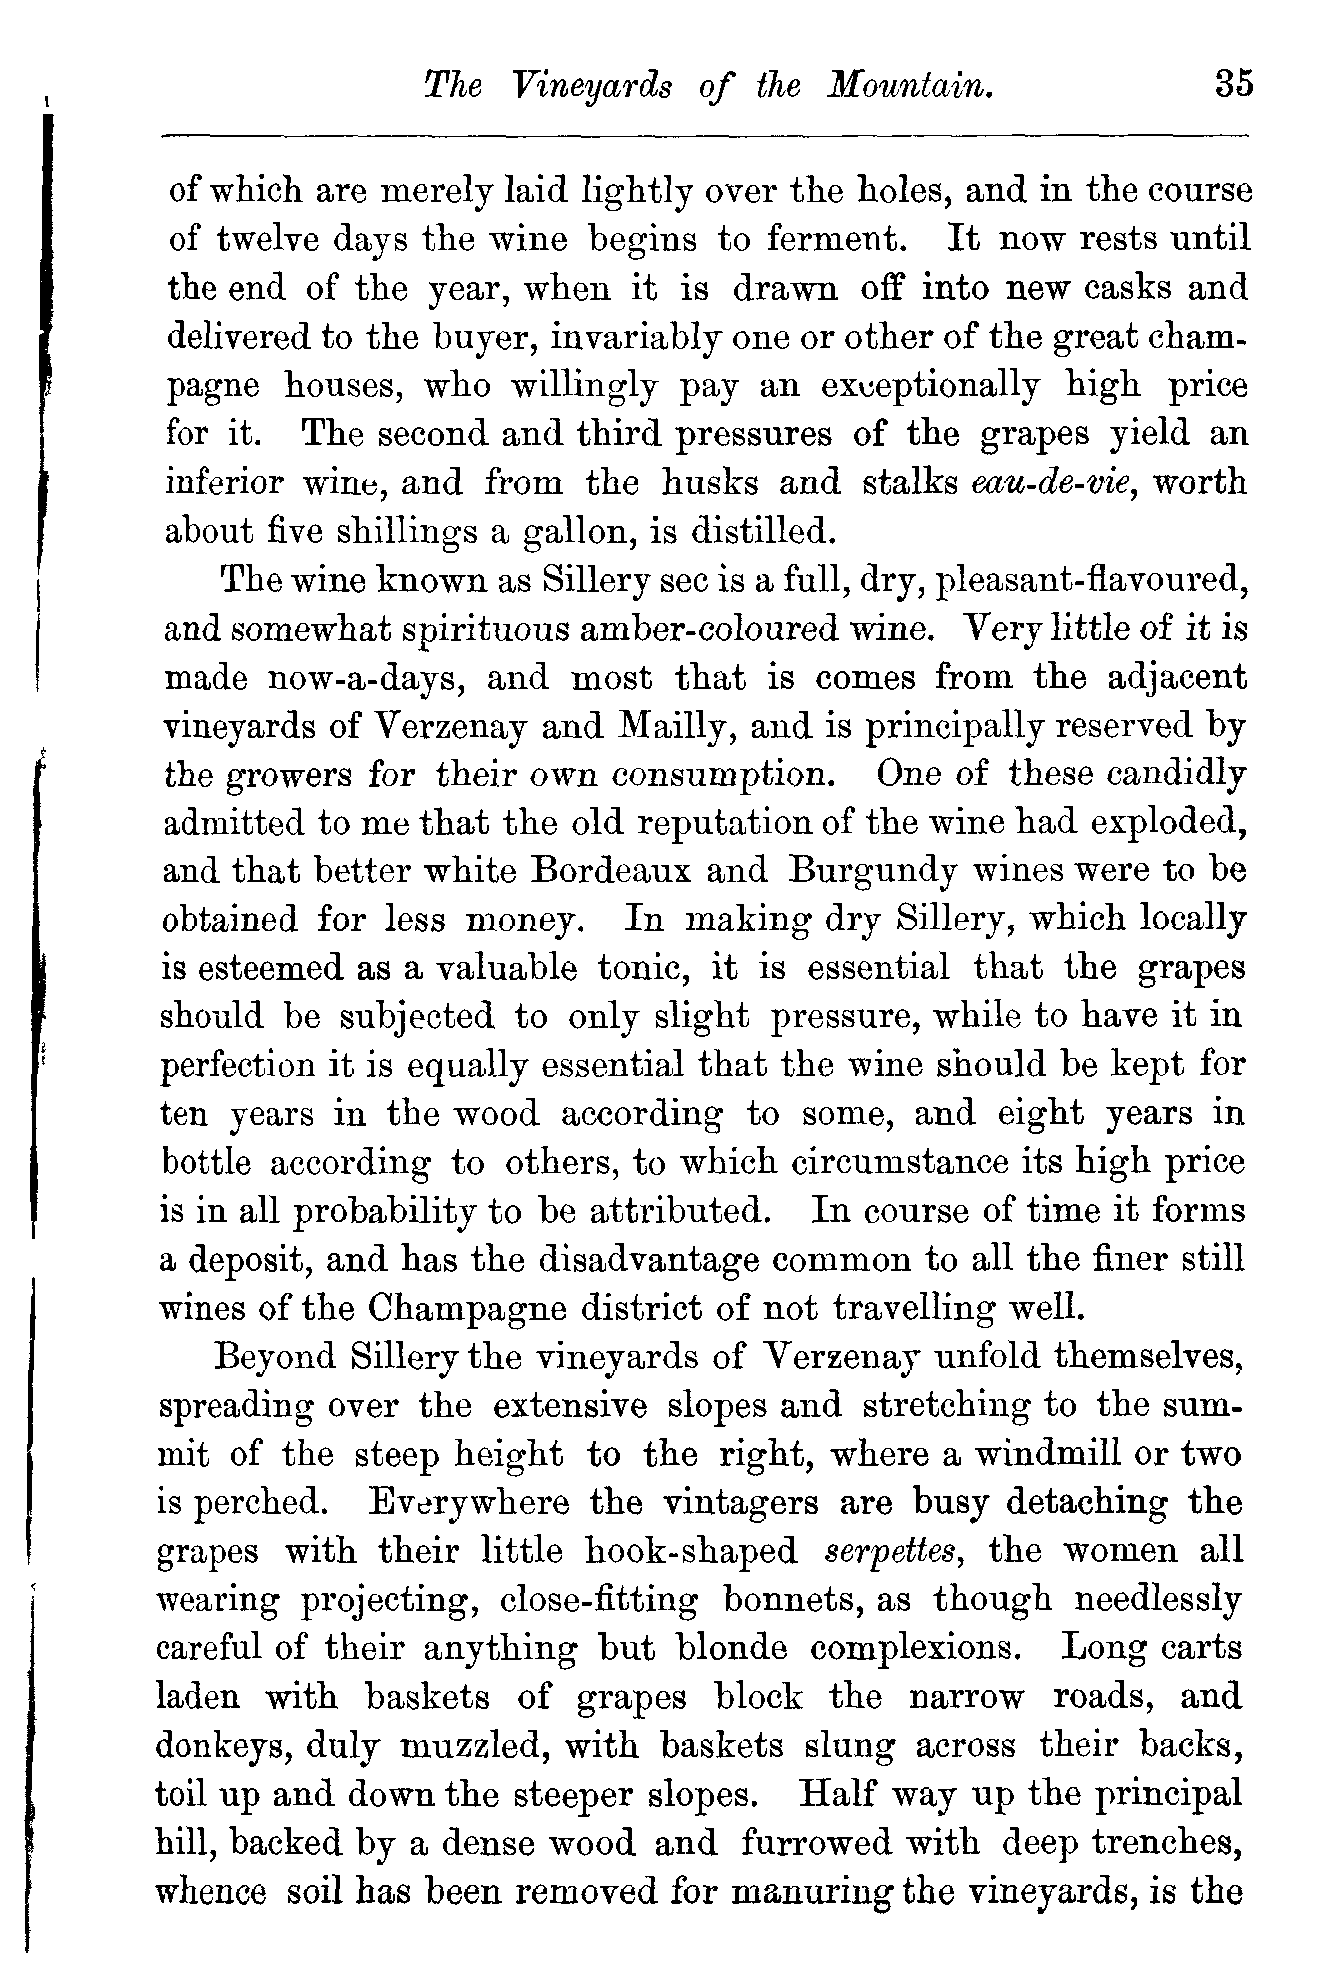 The Vineyards of the Mountain. 35
of which are merely laid lightly over the holes, and in the course
of twelve days the wine begins to ferment. It now rests until
the end of the year, when it is drawn off into new casks and
delivered to the buyer, invariably one or other of the great cham-
pagne houses, who willingly pay an exceptionally high price
for it. The second and third pressures of the grapes yield an
inferior wine, and from the husks and stalks eau-de-vie, worth
about five shillings a gallon, is distilled.
The wine known as Sillery sec is a full, dry, pleasant-flavoured,
and somewhat spirituous amber-coloured wine. Very little of it is
made now-a-days, and most that is comes from the adjacent
vineyards of Verzenay and Mailly, and is principally reserved by
the growers for their own consumption. One of these candidly
admitted to me that the old reputation of the wine had exploded,
and that better white Bordeaux and Burgundy wines were to be
obtained for less money. In making dry Sillery, which locally
is esteemed as a valuable tonic, it is essential that the grapes
should be subjected to only slight pressure, while to have it in
perfection it is equally essential that the wine should be kept for
ten years in the wood according to some, and eight years in
bottle according to others, to which circumstance its high price
is in all probability to be attributed. In course of time it forms
a deposit, and has the disadvantage common to all the finer still
wines of the Champagne district of not travelling well.
Beyond Sillery the vineyards of Verzenay unfold themselves,
spreading over the extensive slopes and stretching to the sum-
mit of the steep height to the right, where a windmill or two
is perched. Everywhere the vintagers are busy detaching the
grapes with their little hook-shaped serpettes, the women all
wearing projecting, close-fitting bonnets, as though needlessly
careful of their anything but blonde complexions. Long carts
laden with baskets of grapes block the narrow roads, and
donkeys, duly muzzled, with baskets slung across their backs,
toil up and down the steeper slopes. Half way up the principal
hill, backed by a dense wood and furrowed with deep trenches,
whence soil has been removed for manuring the vineyards, is the